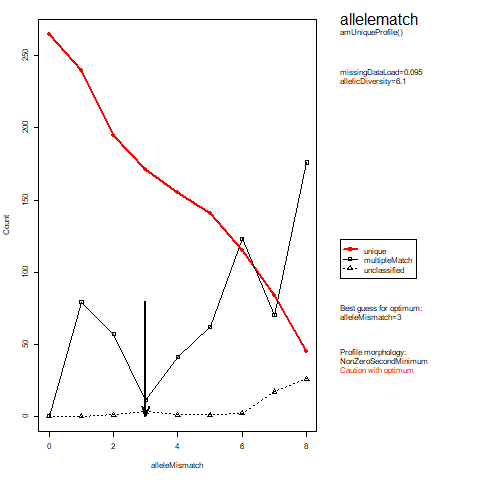 allelematch
amUniqueProfile()
missingDataLoad=0.095
allelicDiversity=6.1
250
200
150
100
50
0
Count
0 2 4 6 8
alleleMismatch
unique
multipleMatch
unclassified
Best guess for optimum:
alleleMismatch=3
Profile morphology:
NonZeroSecondMinimum
Caution with optimum